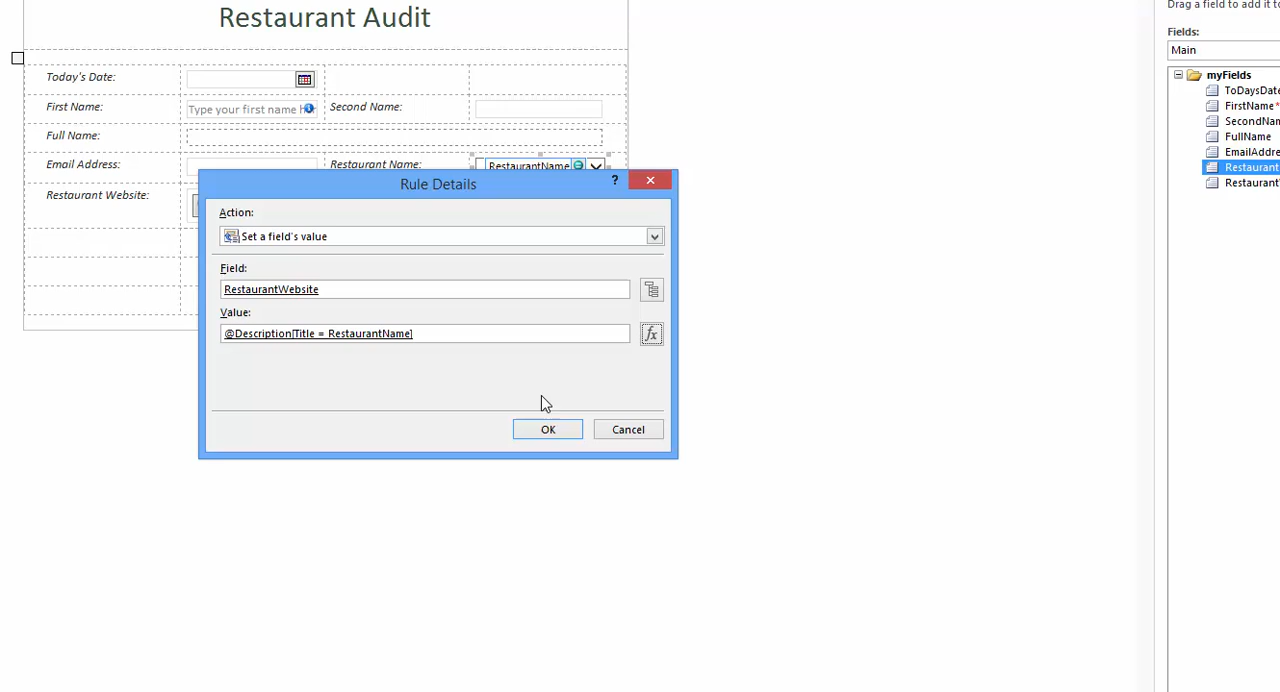 Drag a field to add it to
Restaurant Audit
Fields:
Main
Today's Date:
myFields
ToDaysDate
First Name:
Type your first name h
Second Name:
FirstName *
SecondNam
Full Name:
FullName
EmailAddre
Email Address:
Restaurant Name:
RestaurantName
Restaurant
Restaurant
Rule Details
?
Restaurant Website:
Action:
Set a field's value
Field:
RestaurantWebsite
Value:
@Description[Title = RestaurantName]
fx
OK
Cancel